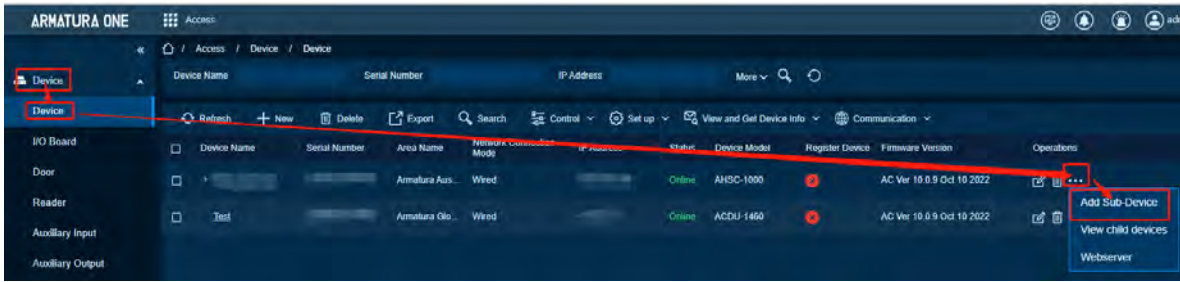 ARMATURA ONE Access adm
« / Access / Device / Device
Device Name Serial Number IP Address More
Device
Device
Refresh New Delete Export Search Control Set up View and Get Device Info Communication
I/O Board
Device Name Serial Number Area Name Network Connection Mode IP Address Status Device Model Register Device Firmware Version Operations
Door
Armatura Aus... Wired Online AHSC-1000 AC Ver 10.0.9 Oct 10 2022 ...
Reader
Add Sub-Device
Test Armatura Glo... Wired Online ACDU-1460 AC Ver 10.0.9 Oct 10 2022
Auxiliary Input
View child devices
Auxiliary Output
Webserver